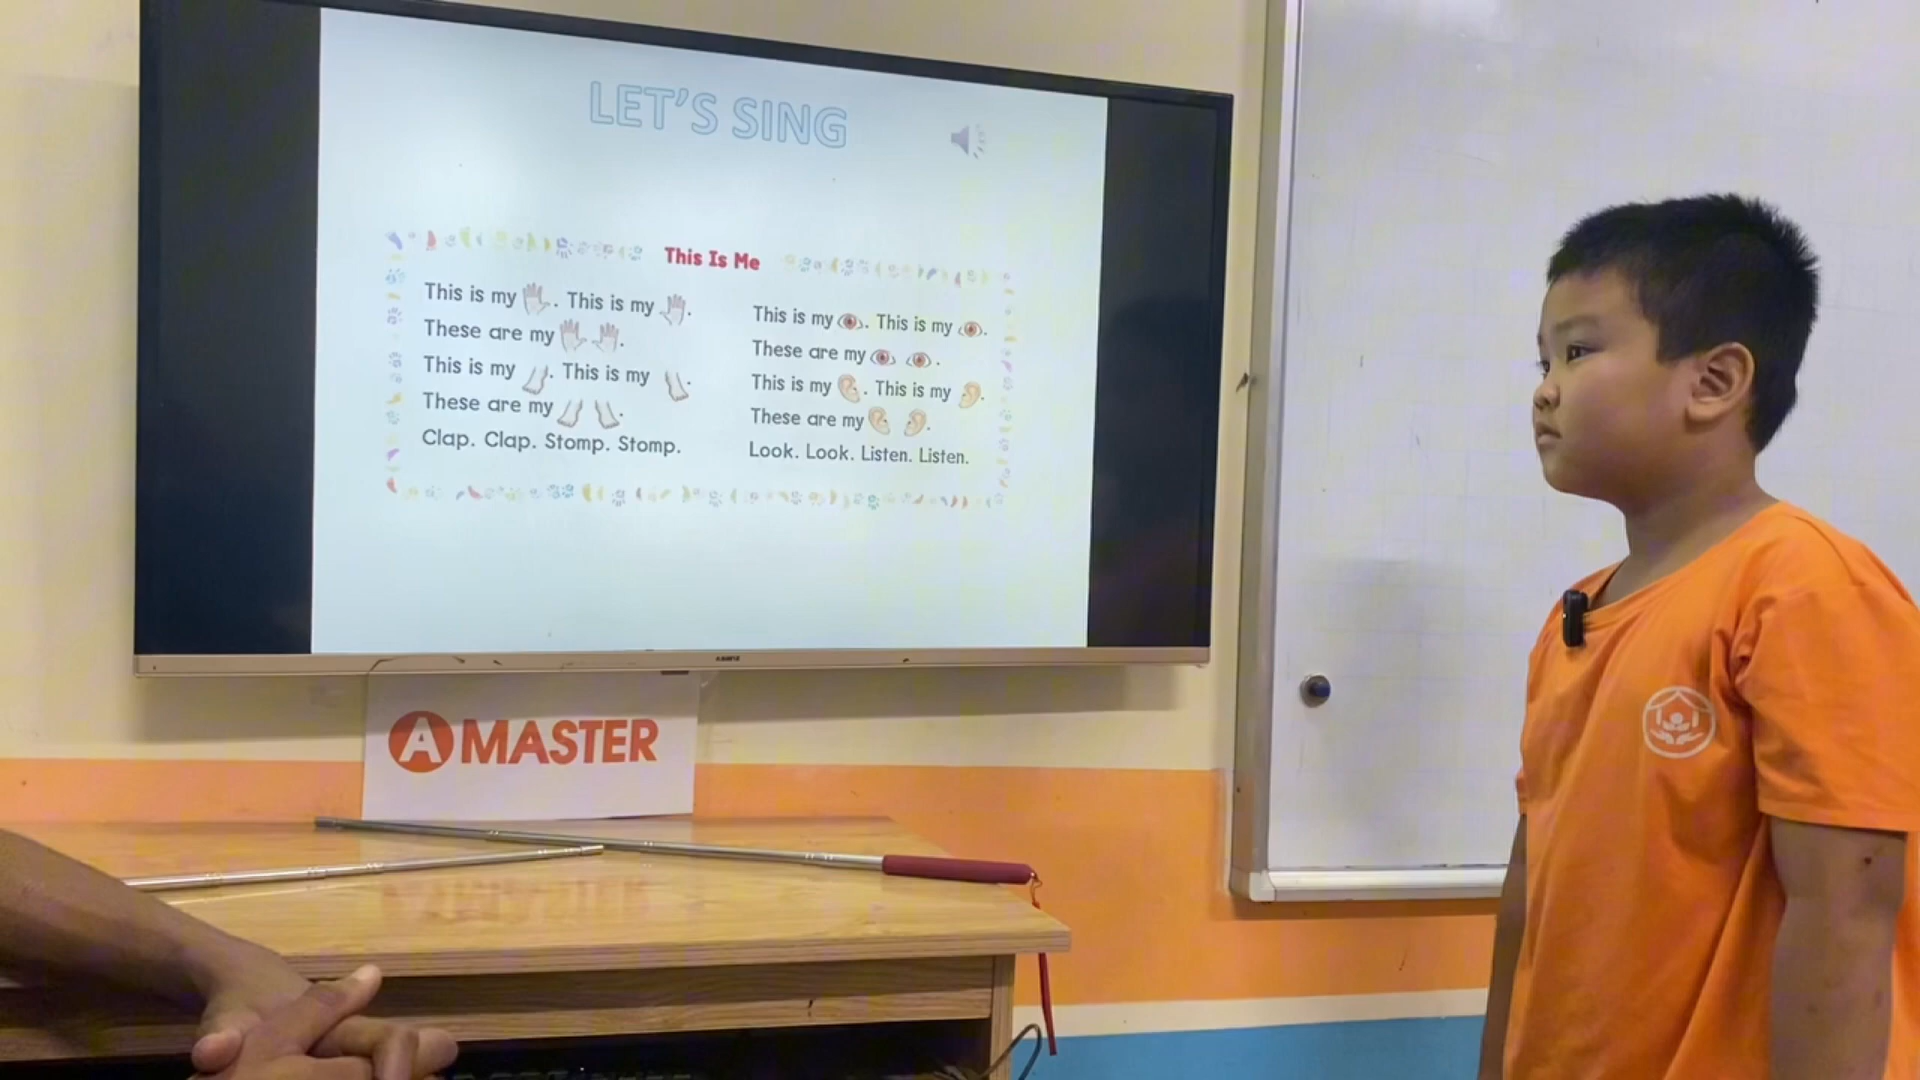 LET'S SING
This Is Me
This is my . This is my .
These are my .
This is my . This is my .
These are my .
Clap. Clap. Stomp. Stomp.
This is my . This is my .
These are my .
This is my . This is my .
These are my .
Look. Look. Listen. Listen.
A MASTER